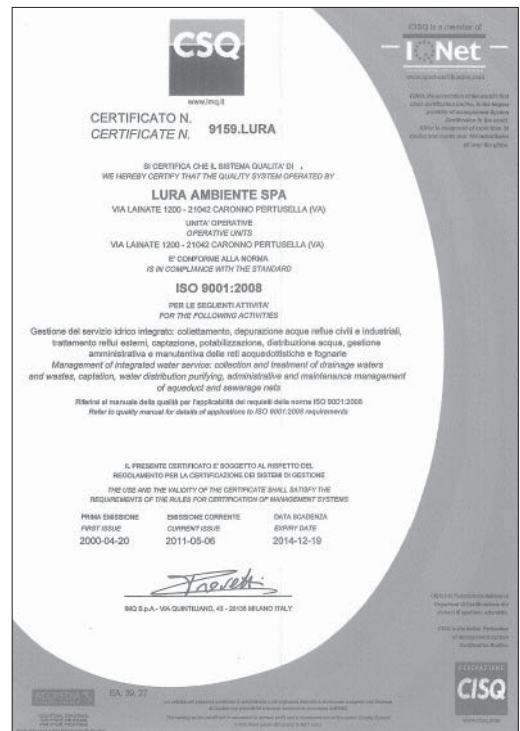 CSQ
www.imq.it
CISQ is a member of
IQNet
www.iqnet-certification.com
CERTIFICATO N.
CERTIFICATE N.
9159.LURA
SI CERTIFICA CHE IL SISTEMA QUALITA' DI
WE HEREBY CERTIFY THAT THE QUALITY SYSTEM OPERATED BY
LURA AMBIENTE SPA
VIA LAINATE 1200 - 21042 CARONNO PERTUSELLA (VA)
UNITA' OPERATIVE
OPERATIVE UNITS
VIA LAINATE 1200 - 21042 CARONNO PERTUSELLA (VA)
E' CONFORME ALLA NORMA
IS IN COMPLIANCE WITH THE STANDARD
ISO 9001:2008
PER LE SEGUENTI ATTIVITA'
FOR THE FOLLOWING ACTIVITIES
Gestione del servizio idrico integrato: collettamento, depurazione acque reflue civili e industriali,
trattamento reflui esterni, captazione, potabilizzazione, distribuzione acqua, gestione
amministrativa e manutentiva delle reti acquedottistiche e fognarie
Management of integrated water service: collection and treatment of drainage waters
and wastes, captation, water distribution purifying, administrative and maintenance management
of aqueduct and sewerage nets
Riferirsi al manuale della qualità per l'applicabilità dei requisiti della norma ISO 9001:2008
Refer to quality manual for details of applications to ISO 9001:2008 requirements
IL PRESENTE CERTIFICATO E' SOGGETTO AL RISPETTO DEL
REGOLAMENTO PER LA CERTIFICAZIONE DEI SISTEMI DI GESTIONE
THE USE AND THE VALIDITY OF THE CERTIFICATE SHALL SATISFY THE
REQUIREMENTS OF THE RULES FOR CERTIFICATION OF MANAGEMENT SYSTEMS
PRIMA EMISSIONE EMISSIONE CORRENTE DATA SCADENZA
FIRST ISSUE CURRENT ISSUE EXPIRY DATE
2000-04-20 2011-05-06 2014-12-19
IMQ S.p.A - VIA QUINTILIANO, 43 - 20138 MILANO ITALY
EA: 39, 27
FEDERAZIONE
CISQ
www.cisq.com